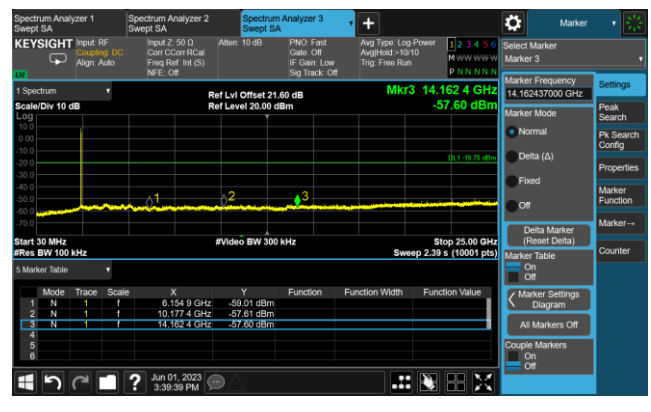 Spectrum Analyzer 1
Swept SA
Spectrum Analyzer 2
Swept SA
Spectrum Analyzer 3
Swept SA
+
Marker
KEYSIGHT
LXI
Input: RF
Coupling: DC
Align: Auto
Input Z: 50 Ω
Corr CCorr RCal
Freq Ref: Int (S)
NFE: Off
Atten: 10 dB
PNO: Fast
Gate: Off
IF Gain: Low
Sig Track: Off
Avg Type: Log-Power
Avg|Hold:>10/10
Trig: Free Run
1 2 3 4 5 6
M W W W W W
P N N N N N
Select Marker
Marker 3
1 Spectrum
Scale/Div 10 dB
Ref Lvl Offset 21.60 dB
Ref Level 20.00 dBm
Mkr3 14.162 4 GHz
-57.60 dBm
Log
10.0
0.00
-10.0
-20.0
-30.0
-40.0
-50.0
-60.0
-70.0
DL1 -19.78 dBm
1
2
3
Start 30 MHz
#Res BW 100 kHz
#Video BW 300 kHz
Stop 25.00 GHz
Sweep 2.39 s (10001 pts)
5 Marker Table
Mode Trace Scale X Y Function Function Width Function Value
1 N 1 f 6.154 9 GHz -59.01 dBm
2 N 1 f 10.177 4 GHz -57.61 dBm
3 N 1 f 14.162 4 GHz -57.60 dBm
4
5
6
Marker Frequency
14.162437000 GHz
Marker Mode
Normal
Delta (Δ)
Fixed
Off
Delta Marker
(Reset Delta)
Marker Table
On
Off
Marker Settings
Diagram
All Markers Off
Couple Markers
On
Off
Settings
Peak
Search
Pk Search
Config
Properties
Marker
Function
Marker→
Counter
?
Jun 01, 2023
3:39:39 PM